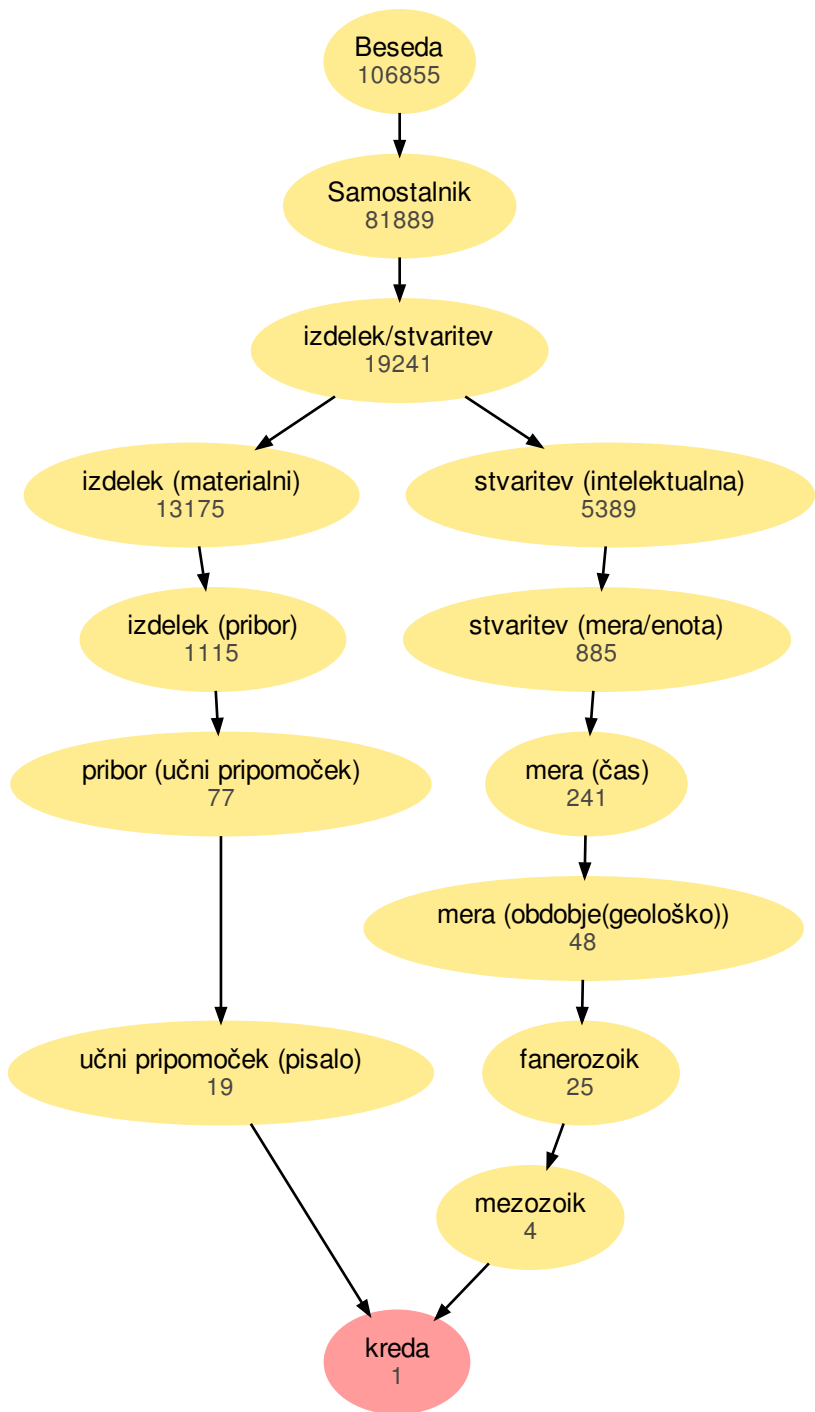 Beseda
106855
Samostalnik
81889
izdelek/stvaritev
19241
izdelek (materialni)
13175
stvaritev (intelektualna)
5389
izdelek (pribor)
1115
stvaritev (mera/enota)
885
pribor (učni pripomoček)
77
mera (čas)
241
mera (obdobje(geološko))
48
učni pripomoček (pisalo)
19
fanerozoik
25
mezozoik
4
kreda
1